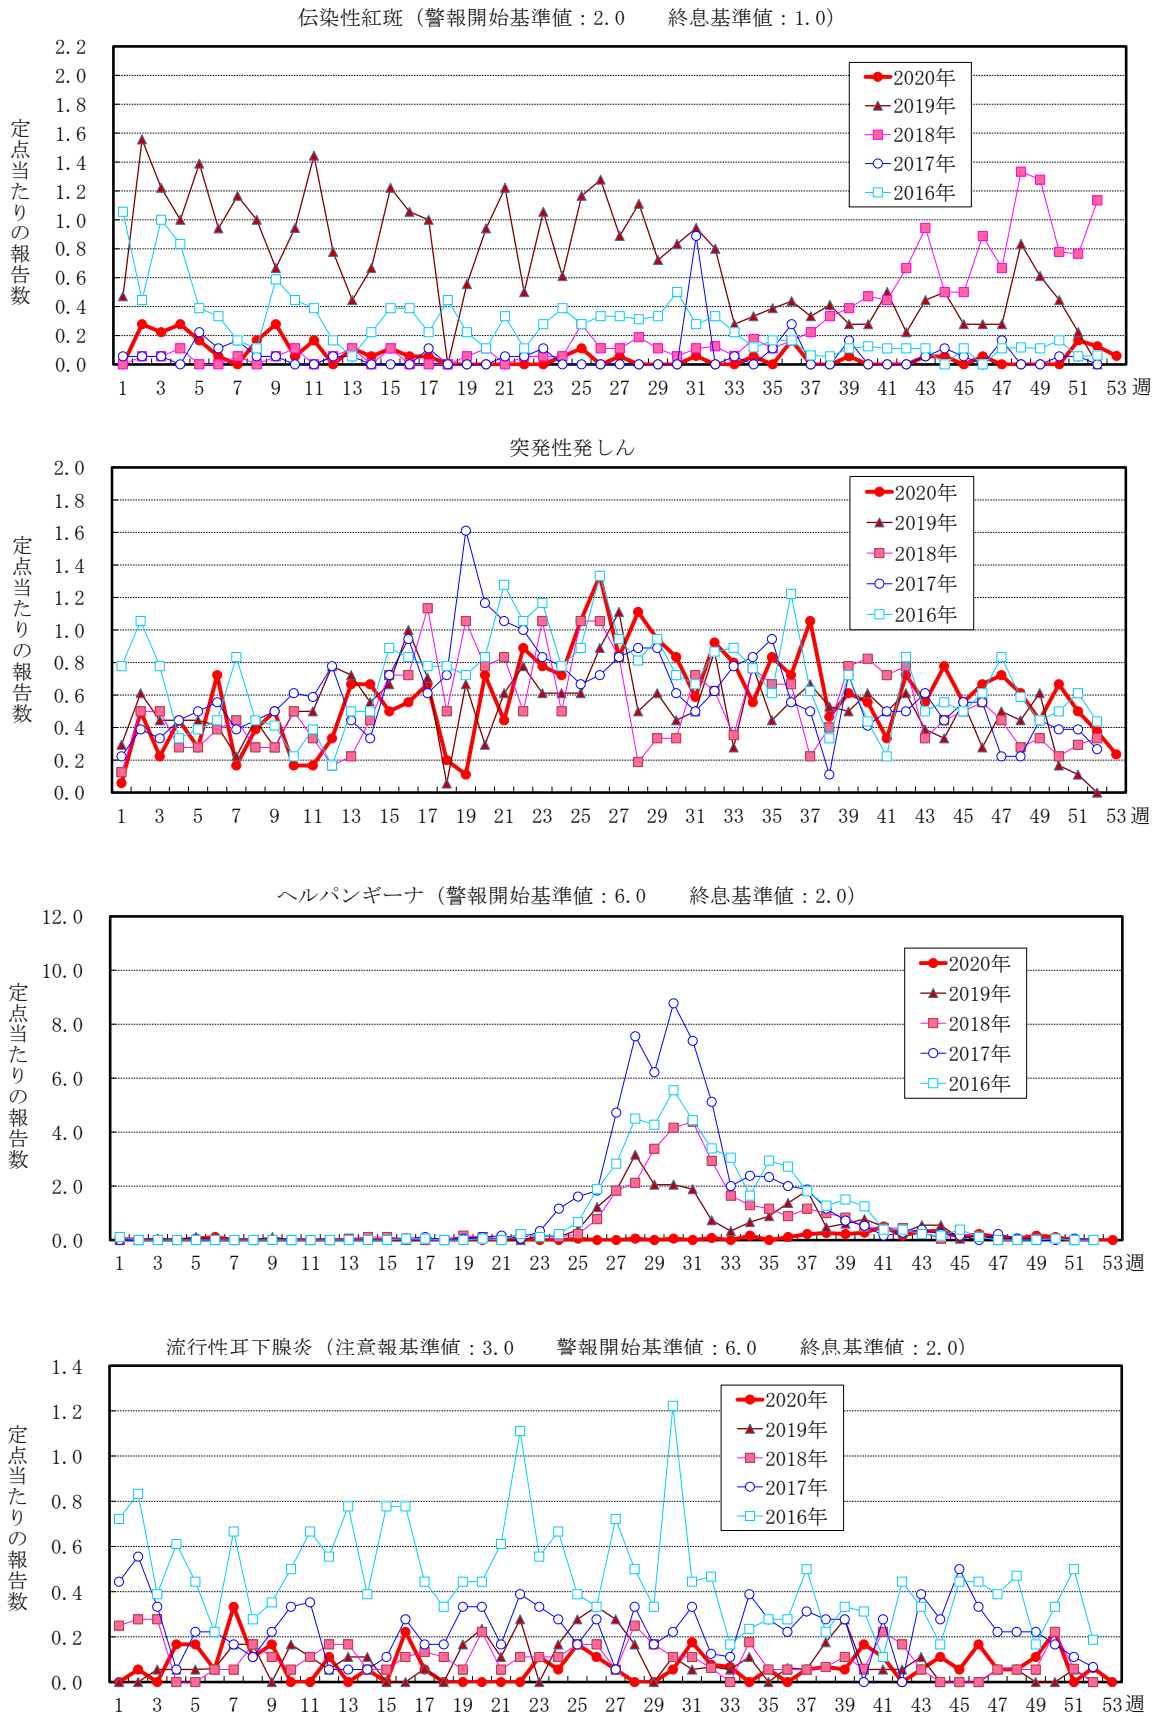 伝染性紅斑（警報開始基準値：2.0　　終息基準値：1.0）
定点当たりの報告数
2.2
2.0
1.8
1.6
1.4
1.2
1.0
0.8
0.6
0.4
0.2
0.0
2020年
2019年
2018年
2017年
2016年
1 3 5 7 9 11 13 15 17 19 21 23 25 27 29 31 33 35 37 39 41 43 45 47 49 51 53 週
突発性発しん
定点当たりの報告数
2.0
1.8
1.6
1.4
1.2
1.0
0.8
0.6
0.4
0.2
0.0
2020年
2019年
2018年
2017年
2016年
1 3 5 7 9 11 13 15 17 19 21 23 25 27 29 31 33 35 37 39 41 43 45 47 49 51 53 週
ヘルパンギーナ（警報開始基準値：6.0　　終息基準値：2.0）
定点当たりの報告数
12.0
10.0
8.0
6.0
4.0
2.0
0.0
2020年
2019年
2018年
2017年
2016年
1 3 5 7 9 11 13 15 17 19 21 23 25 27 29 31 33 35 37 39 41 43 45 47 49 51 53 週
流行性耳下腺炎（注意報基準値：3.0　　警報開始基準値：6.0　　終息基準値：2.0）
定点当たりの報告数
1.4
1.2
1.0
0.8
0.6
0.4
0.2
0.0
2020年
2019年
2018年
2017年
2016年
1 3 5 7 9 11 13 15 17 19 21 23 25 27 29 31 33 35 37 39 41 43 45 47 49 51 53 週